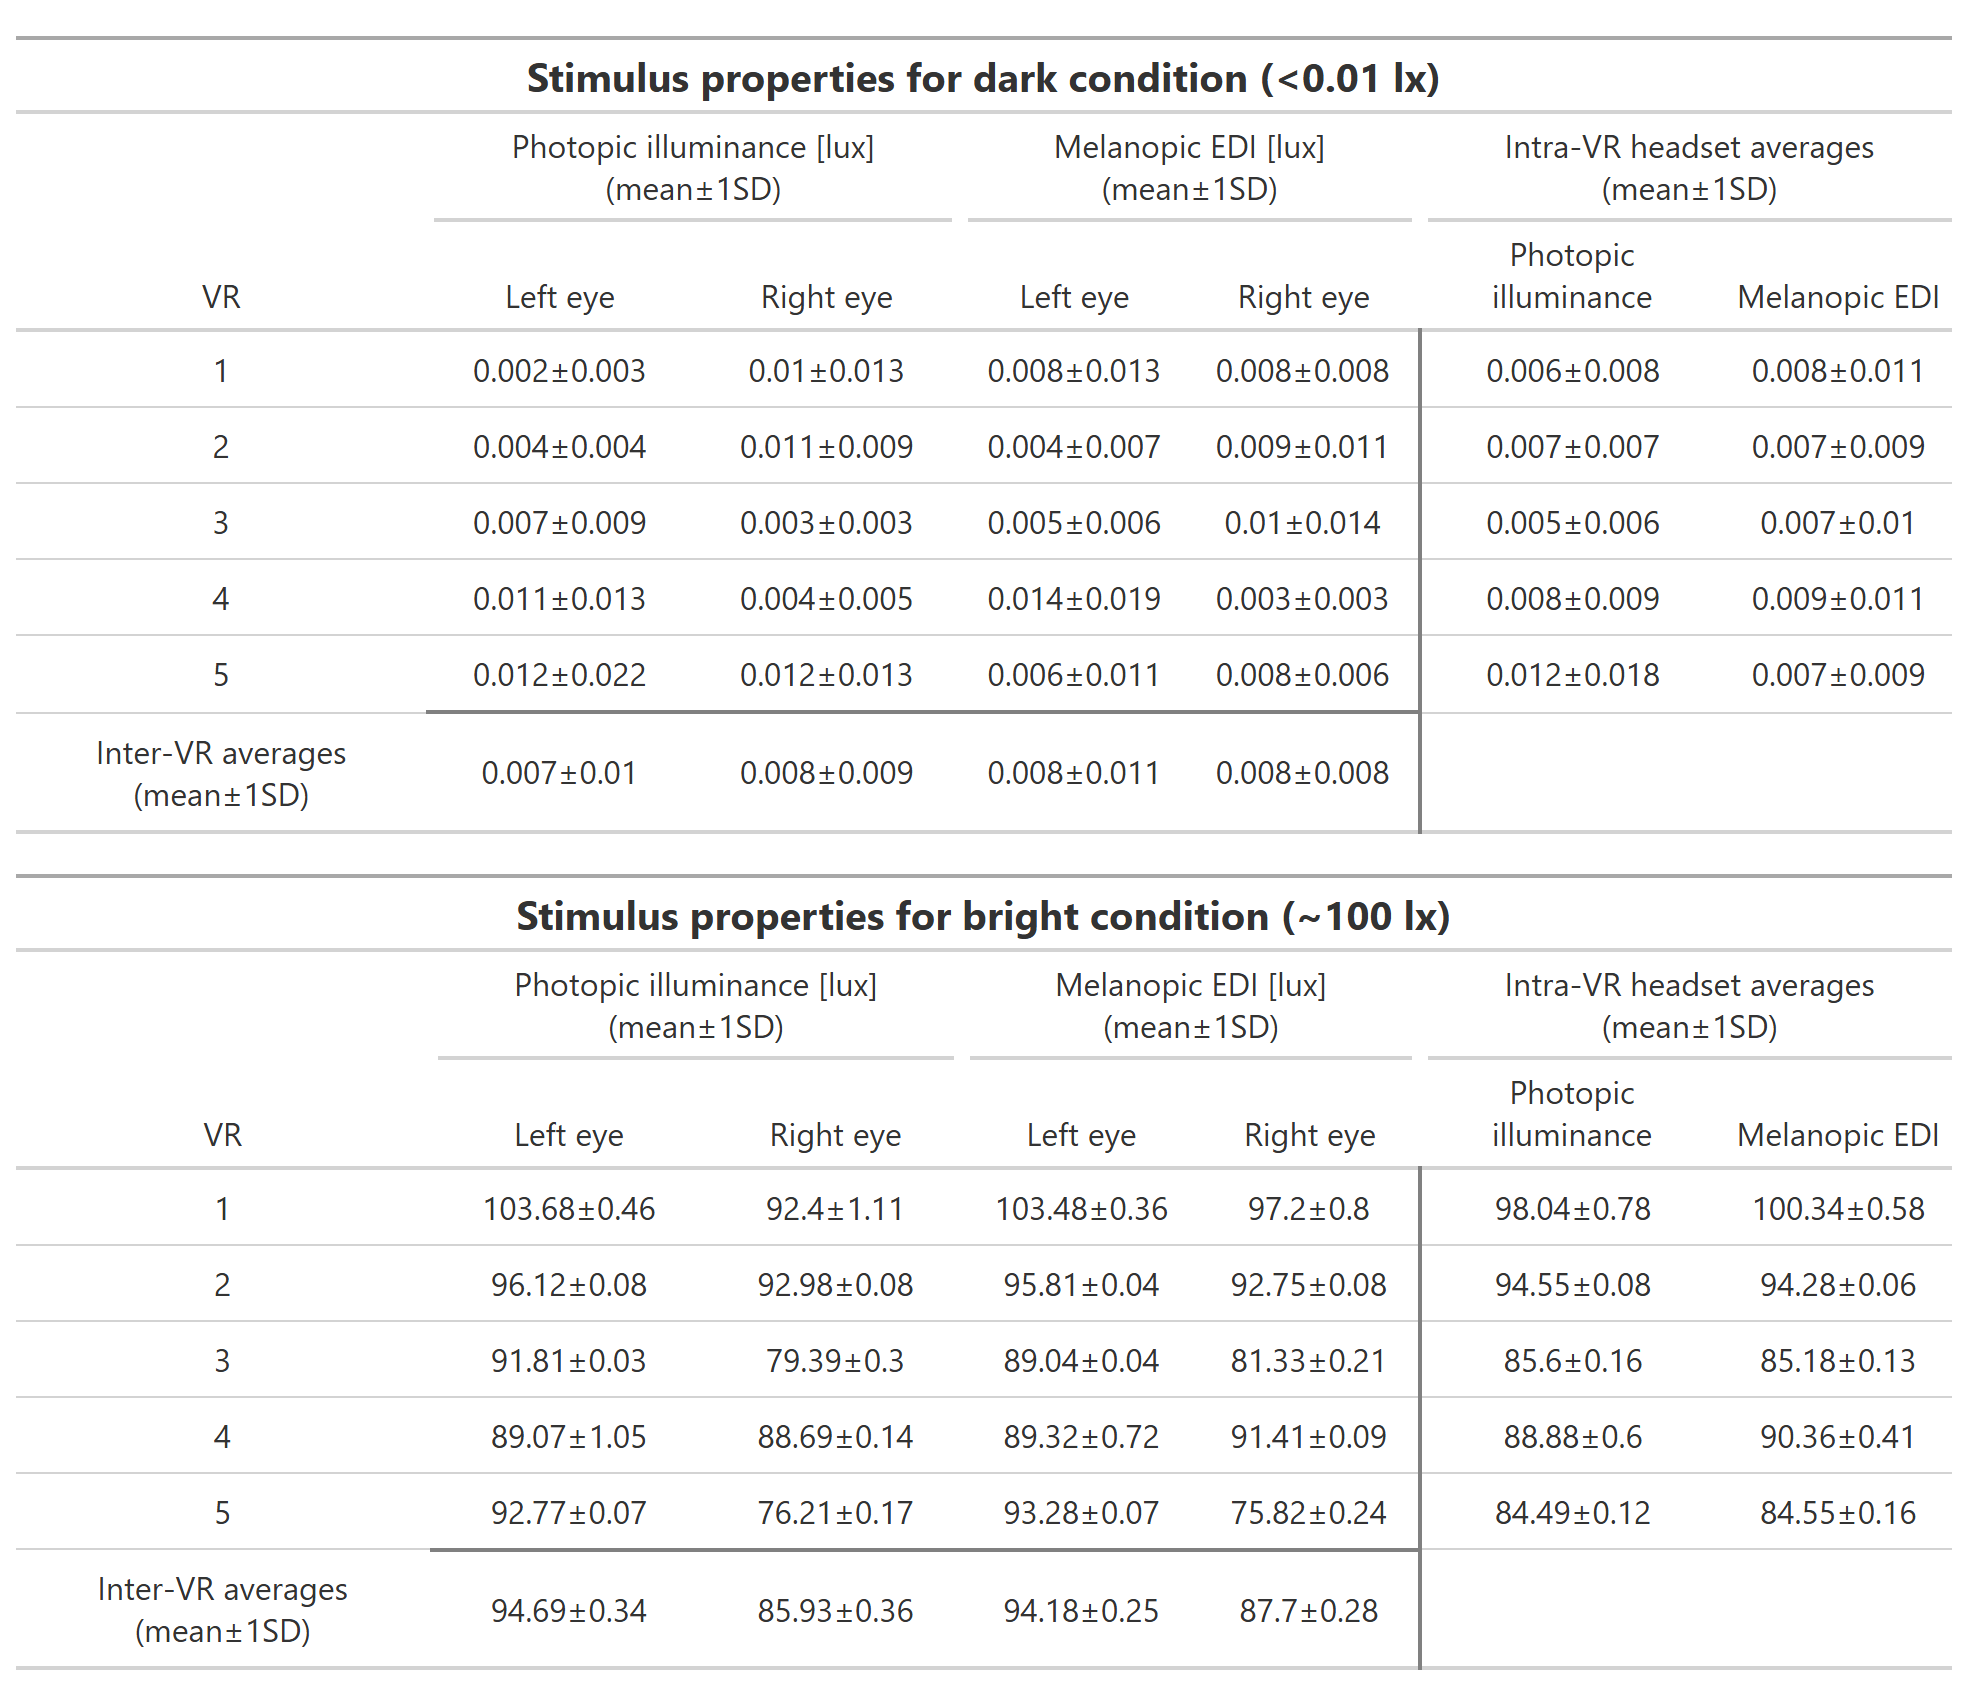 Stimulus properties for dark condition (<0.01 lx)
Photopic illuminance [lux] Melanopic EDI [lux] Intra-VR headset averages
(mean±1SD) (mean±1SD) (mean±1SD)
Photopic
VR Left eye Right eye Left eye Right eye illuminance Melanopic EDI
1 0.002±0.003 0.01±0.013 0.008±0.013 0.008±0.008 0.006±0.008 0.008±0.011
2 0.004±0.004 0.011±0.009 0.004±0.007 0.009±0.011 0.007±0.007 0.007±0.009
3 0.007±0.009 0.003±0.003 0.005±0.006 0.01±0.014 0.005±0.006 0.007±0.01
4 0.011±0.013 0.004±0.005 0.014±0.019 0.003±0.003 0.008±0.009 0.009±0.011
5 0.012±0.022 0.012±0.013 0.006±0.011 0.008±0.006 0.012±0.018 0.007±0.009
Inter-VR averages
(mean±1SD) 0.007±0.01 0.008±0.009 0.008±0.011 0.008±0.008
Stimulus properties for bright condition (~100 lx)
Photopic illuminance [lux] Melanopic EDI [lux] Intra-VR headset averages
(mean±1SD) (mean±1SD) (mean±1SD)
Photopic
VR Left eye Right eye Left eye Right eye illuminance Melanopic EDI
1 103.68±0.46 92.4±1.11 103.48±0.36 97.2±0.8 98.04±0.78 100.34±0.58
2 96.12±0.08 92.98±0.08 95.81±0.04 92.75±0.08 94.55±0.08 94.28±0.06
3 91.81±0.03 79.39±0.3 89.04±0.04 81.33±0.21 85.6±0.16 85.18±0.13
4 89.07±1.05 88.69±0.14 89.32±0.72 91.41±0.09 88.88±0.6 90.36±0.41
5 92.77±0.07 76.21±0.17 93.28±0.07 75.82±0.24 84.49±0.12 84.55±0.16
Inter-VR averages
(mean±1SD) 94.69±0.34 85.93±0.36 94.18±0.25 87.7±0.28